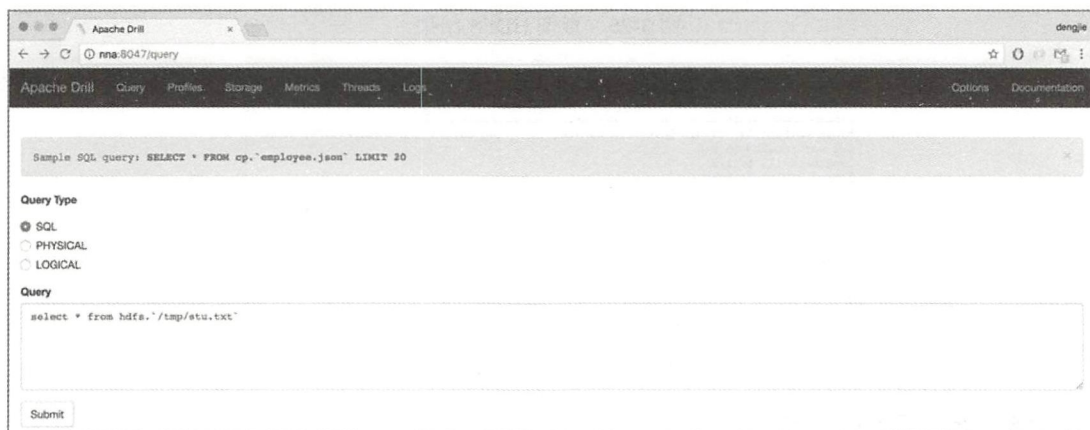 Apache Drill
dengjie
nna:8047/query
Apache Drill Query Profiles Storage Metrics Threads Logs Options Documentation
Sample SQL query: SELECT * FROM cp.`employee.json` LIMIT 20
Query Type
SQL
PHYSICAL
LOGICAL
Query
select * from hdfs.`/tmp/stu.txt`
Submit